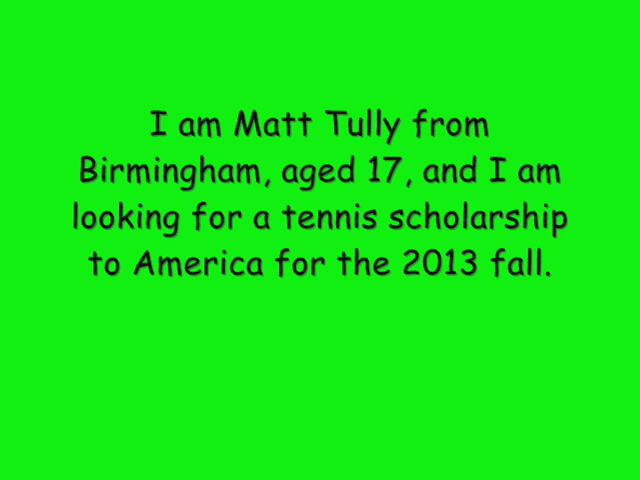 I am Matt Tully from
Birmingham, aged 17, and I am
looking for a tennis scholarship
to America for the 2013 fall.